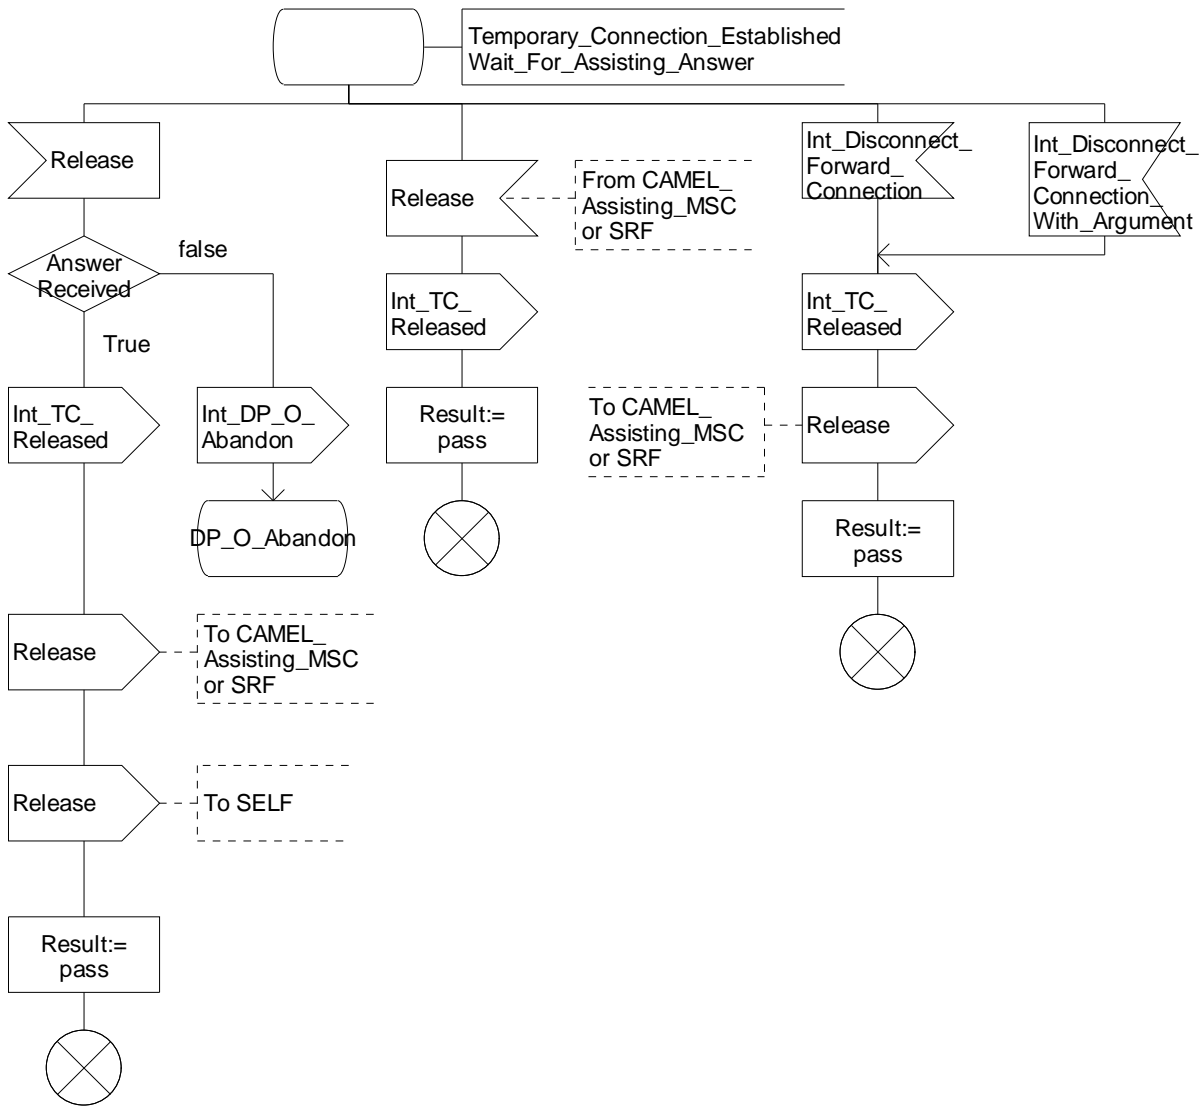 Temporary_Connection_Established
Wait_For_Assisting_Answer
Release
Answer
Received
false
True
Int_TC_
Released
Int_DP_O_
Abandon
DP_O_Abandon
Release
To CAMEL_
Assisting_MSC
or SRF
Release
To SELF
Result:=
pass
Release
From CAMEL_
Assisting_MSC
or SRF
Int_TC_
Released
Result:=
pass
Int_Disconnect_
Forward_
Connection
Int_Disconnect_
Forward_
Connection_
With_Argument
Int_TC_
Released
To CAMEL_
Assisting_MSC
or SRF
Release
Result:=
pass